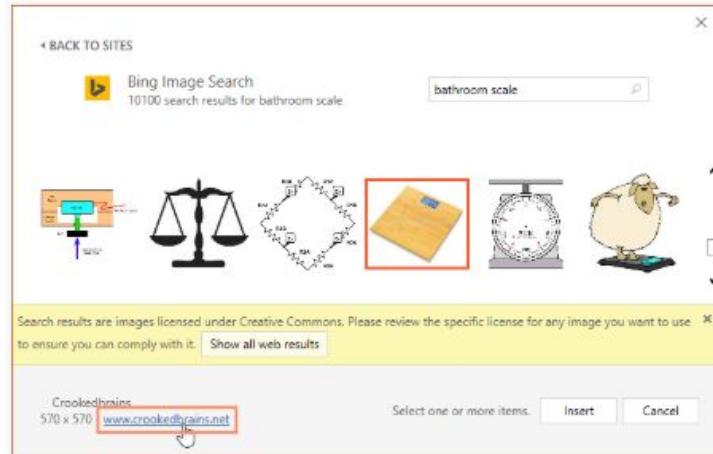 BACK TO SITES
Bing Image Search
10100 search results for bathroom scale
bathroom scale
Search results are images licensed under Creative Commons. Please review the specific license for any image you want to use
to ensure you can comply with it. Show all web results
Crookedbrains
570 x 570 www.crookedbrains.net
Select one or more items. Insert Cancel